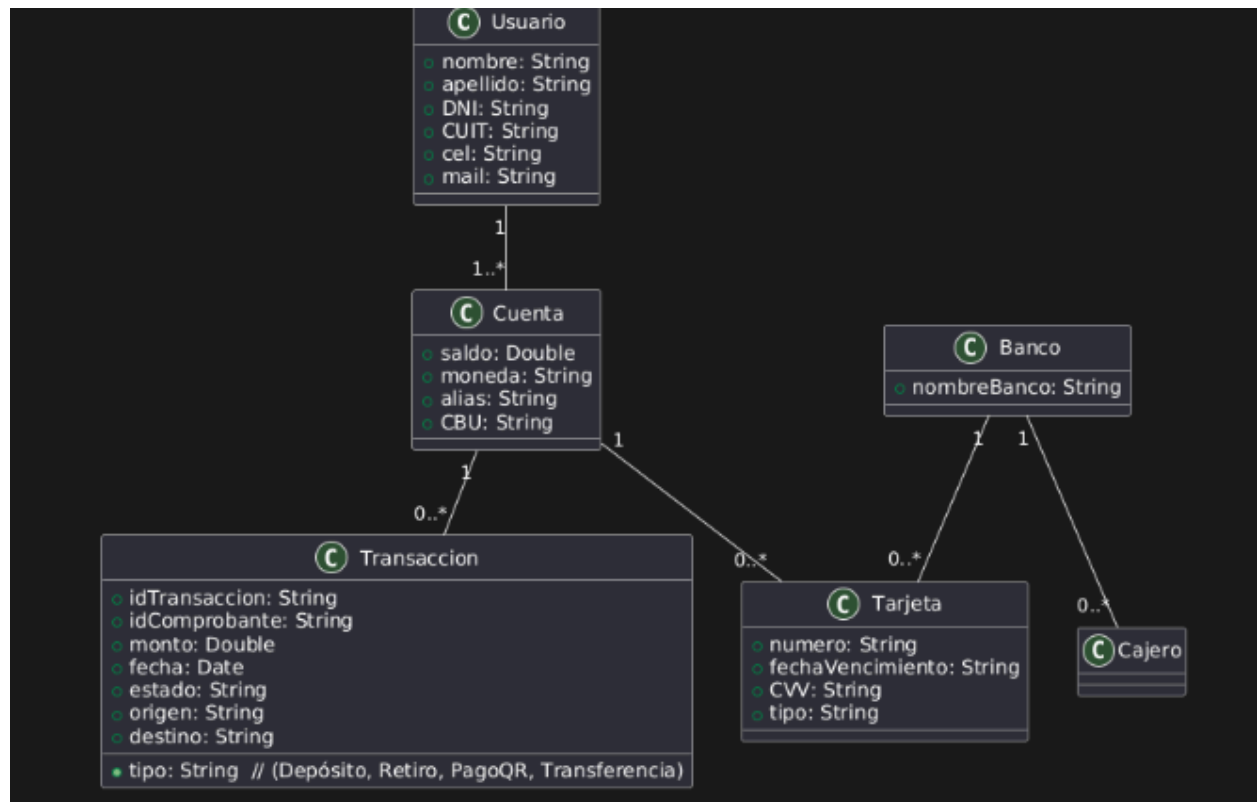 C Usuario
nombre: String
apellido: String
DNI: String
CUIT: String
cel: String
mail: String
1
1..*
C Cuenta
saldo: Double
moneda: String
alias: String
CBU: String
C Banco
nombreBanco: String
1
0..*
1
0..*
1
0..*
1
0..*
C Transaccion
idTransaccion: String
idComprobante: String
monto: Double
fecha: Date
estado: String
origen: String
destino: String
tipo: String // (Depósito, Retiro, PagoQR, Transferencia)
C Tarjeta
numero: String
fechaVencimiento: String
CVV: String
tipo: String
C Cajero